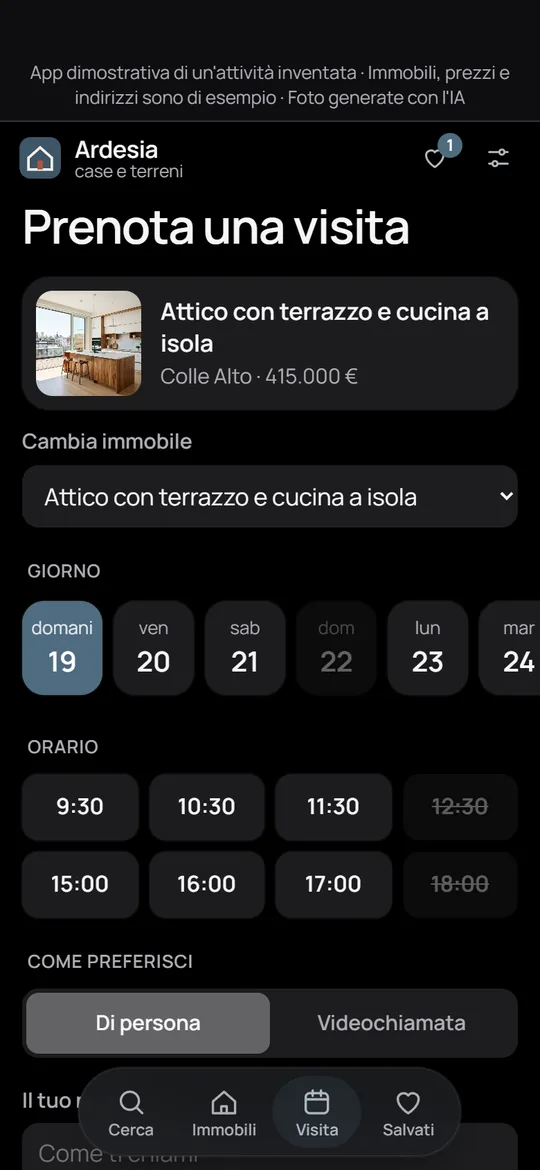 App dimostrativa di un'attività inventata · Immobili, prezzi e
indirizzi sono di esempio · Foto generate con l'IA
Ardesia
case e terreni
1
Prenota una visita
Attico con terrazzo e cucina a
isola
Colle Alto · 415.000 €
Cambia immobile
Attico con terrazzo e cucina a isola
GIORNO
domani ven sab dom lun mar
19 20 21 22 23 24
ORARIO
9:30 10:30 11:30 12:30
15:00 16:00 17:00 18:00
COME PREFERISCI
Di persona Videochiamata
Il tuo
Cerca Immobili Visita Salvati
Come ti chiami